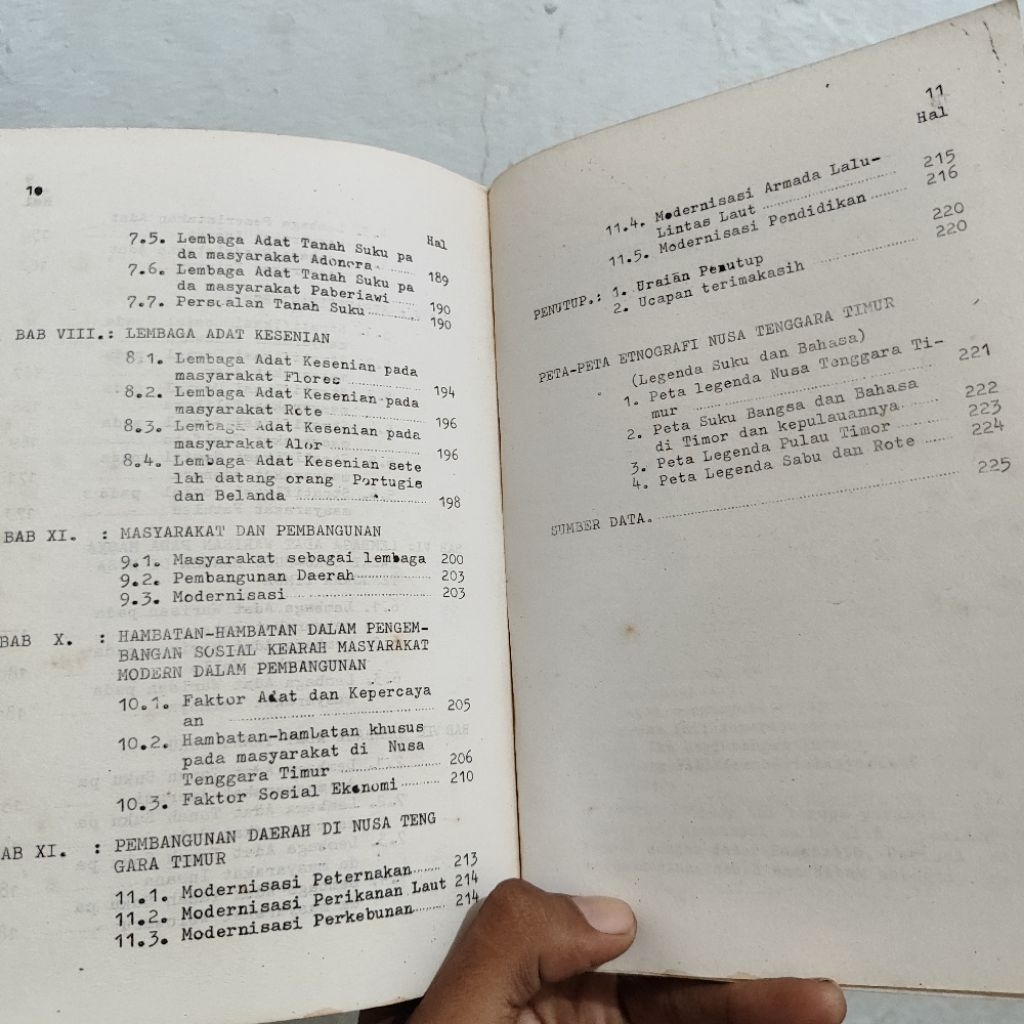 10
Hal
7.5. Lembaga Adat Tanah Suku pa
da masyarakat Adonara 189
7.6. Lembaga Adat Tanah Suku pa
da masyarakat Paberiawi 190
7.7. Persoalan Tanah Suku 190
BAB VIII.: LEMBAGA ADAT KESENIAN
8.1. Lembaga Adat Kesenian pada
masyarakat Flores 194
8.2. Lembaga Adat Kesenian pada
masyarakat Rote 196
8.3. Lembaga Adat Kesenian pada
masyarakat Alor 196
8.4. Lembaga Adat Kesenian sete
lah datang orang Portugis
dan Belanda 198
BAB XI. : MASYARAKAT DAN PEMBANGUNAN
9.1. Masyarakat sebagai lembaga 200
9.2. Pembangunan Daerah 203
9.3. Modernisasi 203
BAB X. : HAMBATAN-HAMBATAN DALAM PENGEM-
BANGAN SOSIAL KEARAH MASYARAKAT
MODERN DALAM PEMBANGUNAN
10.1. Faktor Adat dan Kepercaya
an 205
10.2. Hambatan-hambatan khusus
pada masyarakat di Nusa
Tenggara Timur 206
10.3. Faktor Sosial Ekonomi 210
AB XI. : PEMBANGUNAN DAERAH DI NUSA TENG
GARA TIMUR
11.1. Modernisasi Peternakan 213
11.2. Modernisasi Perikanan Laut 214
11.3. Modernisasi Perkebunan 214
11
Hal
11.4. Modernisasi Armada Lalu-
Lintas Laut 215
11.5. Modernisasi Pendidikan 216
PENUTUP.: 1. Uraian Penutup 220
2. Ucapan terimakasih 220
PETA-PETA ETNOGRAFI NUSA TENGGARA TIMUR
(Legenda Suku dan Bahasa)
1. Peta legenda Nusa Tenggara Ti-
mur 221
2. Peta Suku Bangsa dan Bahasa
di Timor dan kepulauannya. 222
3. Peta Legenda Pulau Timor 223
4. Peta Legenda Sabu dan Rote 224
SUMBER DATA. 225